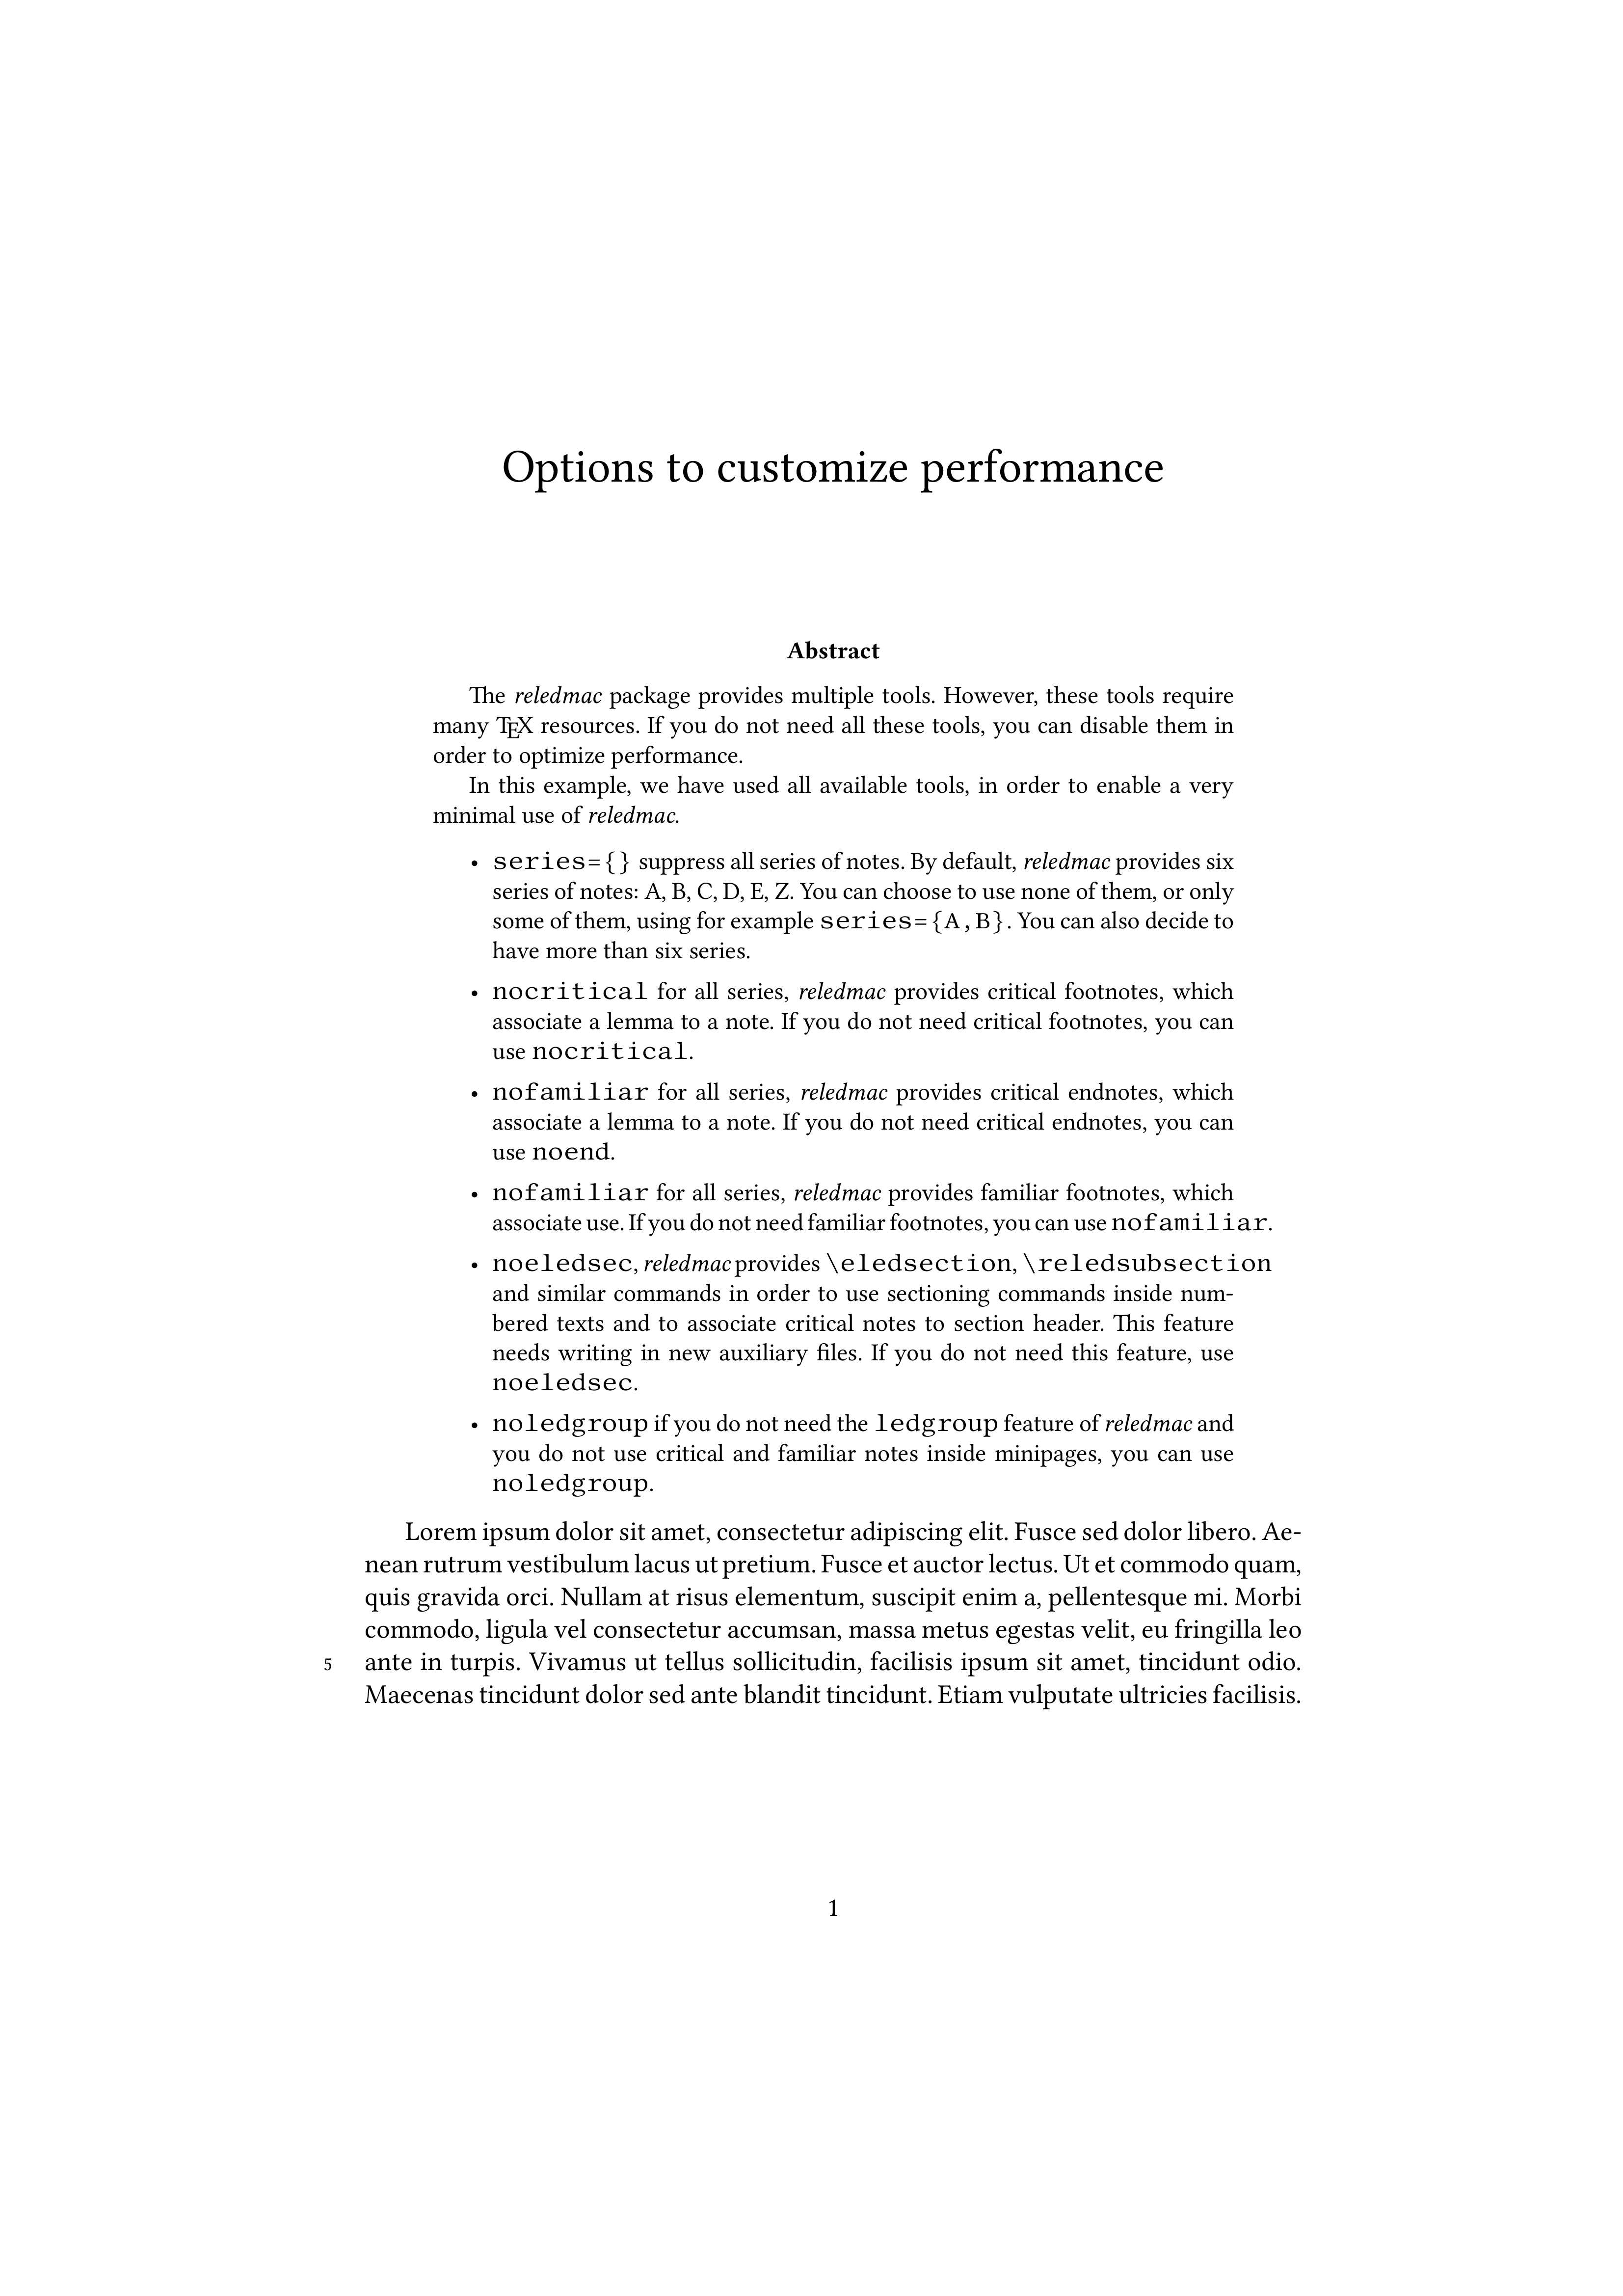 Options to customize performance
Abstract
The reledmac package provides multiple tools. However, these tools require
many TEX resources. If you do not need all these tools, you can disable them in
order to optimize performance.
In this example, we have used all available tools, in order to enable a very
minimal use of reledmac.
• series={} suppress all series of notes. By default, reledmac provides six
series of notes: A, B, C, D, E, Z. You can choose to use none of them, or only
some of them, using for example series={A,B}. You can also decide to
have more than six series.
• nocritical for all series, reledmac provides critical footnotes, which
associate a lemma to a note. If you do not need critical footnotes, you can
use nocritical.
• nofamiliar for all series, reledmac provides critical endnotes, which
associate a lemma to a note. If you do not need critical endnotes, you can
use noend.
• nofamiliar for all series, reledmac provides familiar footnotes, which
associate use. If you do not need familiar footnotes, you can use nofamiliar.
• noeledsec, reledmac provides \eledsection, \reledsubsection
and similar commands in order to use sectioning commands inside num-
bered texts and to associate critical notes to section header. This feature
needs writing in new auxiliary files. If you do not need this feature, use
noeledsec.
• noledgroup if you do not need the ledgroup feature of reledmac and
you do not use critical and familiar notes inside minipages, you can use
noledgroup.
Lorem ipsum dolor sit amet, consectetur adipiscing elit. Fusce sed dolor libero. Ae-
nean rutrum vestibulum lacus ut pretium. Fusce et auctor lectus. Ut et commodo quam,
quis gravida orci. Nullam at risus elementum, suscipit enim a, pellentesque mi. Morbi
commodo, ligula vel consectetur accumsan, massa metus egestas velit, eu fringilla leo
5 ante in turpis. Vivamus ut tellus sollicitudin, facilisis ipsum sit amet, tincidunt odio.
Maecenas tincidunt dolor sed ante blandit tincidunt. Etiam vulputate ultricies facilisis.
1